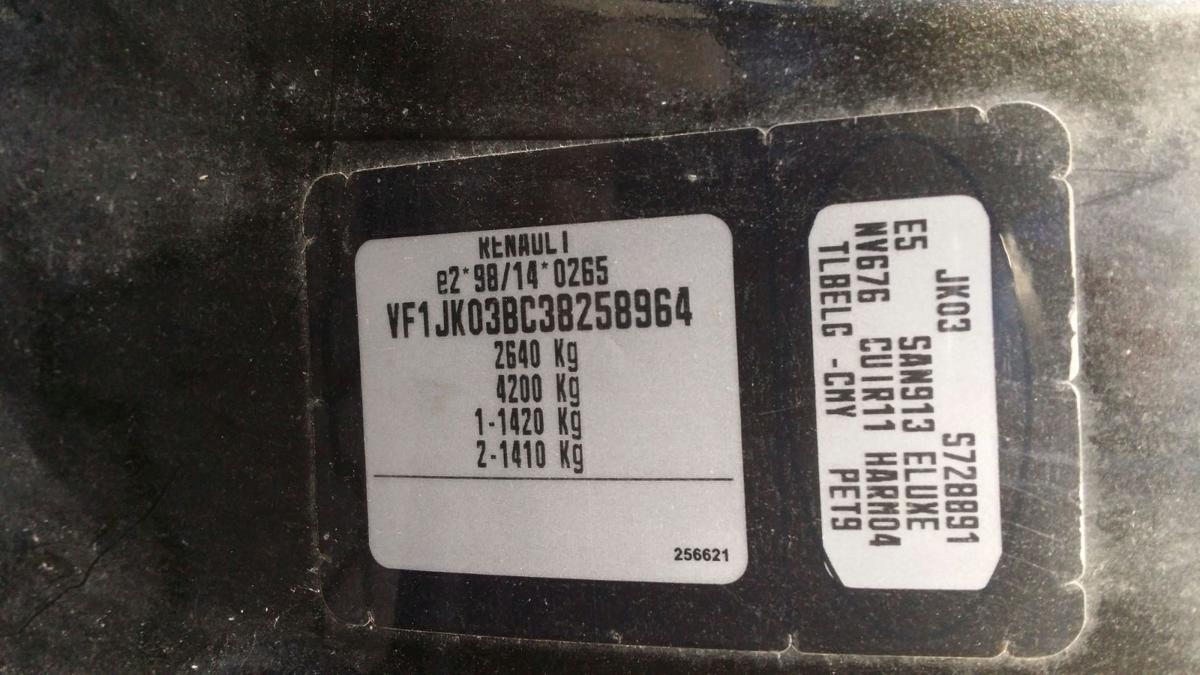 RENAULT
e2*98/14*0265
VF1JK03BC38258964
2640 Kg
4200 Kg
1-1420 Kg
2-1410 Kg
256621
JK03 S728891
E5 SAN913 ELUXE
NV676 CUIR11 HARM04
TLBELG -CMY PET9